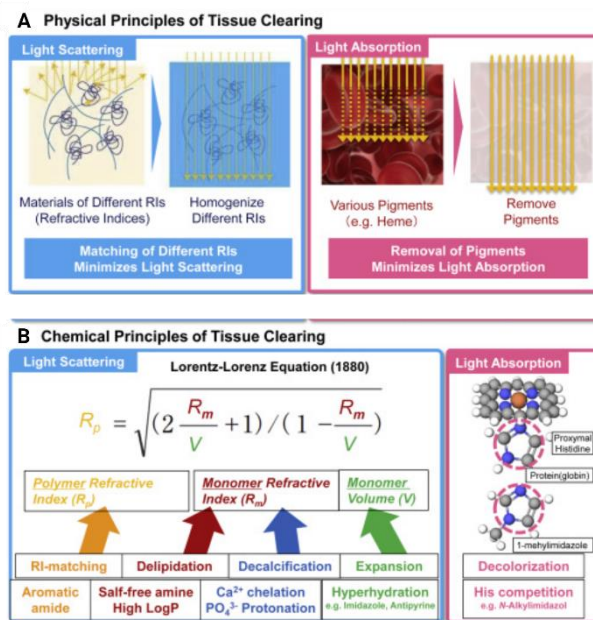 A Physical Principles of Tissue Clearing
Light Scattering
Materials of Different RIs
(Refractive Indices)
Homogenize
Different RIs
Matching of Different RIs
Minimizes Light Scattering
Light Absorption
Various Pigments
(e.g. Heme)
Remove
Pigments
Removal of Pigments
Minimizes Light Absorption
B Chemical Principles of Tissue Clearing
Light Scattering
Lorentz-Lorenz Equation (1880)
Rp = √(2 Rm/V +1) / (1 − Rm/V)
Polymer Refractive
Index (Rp)
Monomer Refractive
Index (Rm)
Monomer
Volume (V)
RI-matching
Delipidation
Decalcification
Expansion
Aromatic
amide
Salf-free amine
High LogP
Ca²⁺ chelation
PO₄³⁻ Protonation
Hyperhydration
e.g. Imidazole, Antipyrine
Light Absorption
Proxymal
Histidine
Protein(globin)
1-mehylimidazole
Decolorization
His competition
e.g. N-Alkylimidazol